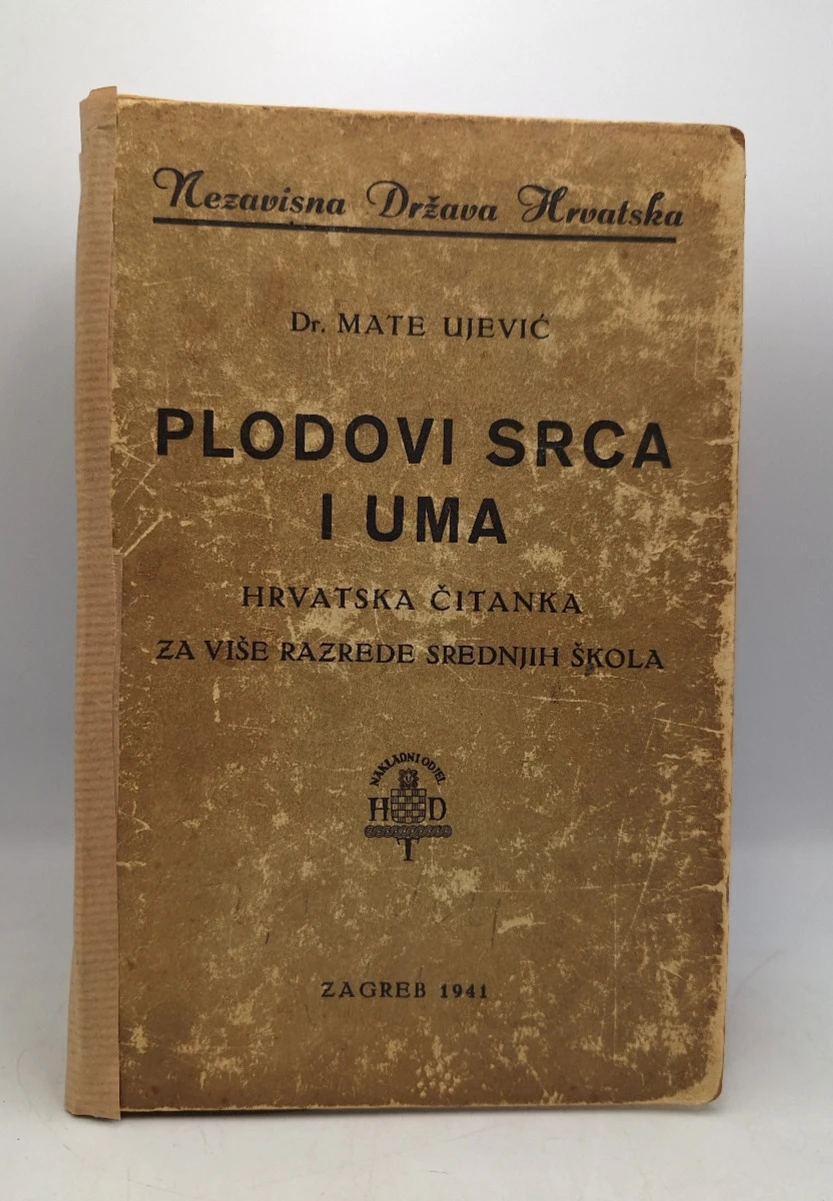 Nezavisna Država Hrvatska
Dr. MATE UJEVIĆ
PLODOVI SRCA
I UMA
HRVATSKA ČITANKA
ZA VIŠE RAZREDE SREDNJIH ŠKOLA
NAKLADNI ODJEL
H D
T
ZAGREB 1941